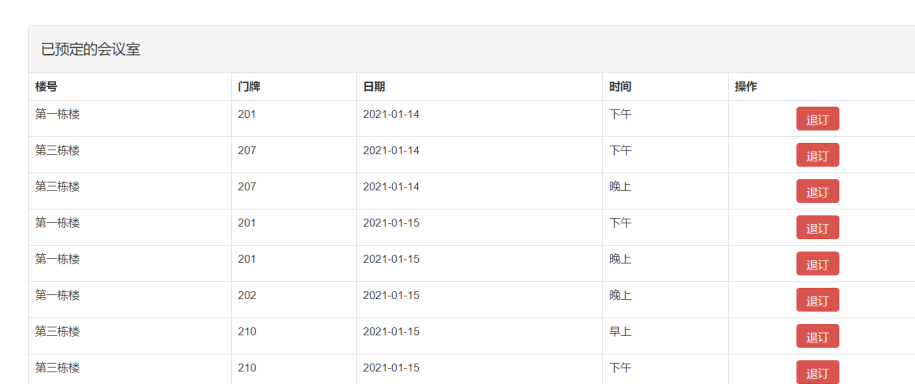 已预定的会议室
楼号 门牌 日期 时间 操作
第一栋楼 201 2021-01-14 下午 退订
第三栋楼 207 2021-01-14 下午 退订
第三栋楼 207 2021-01-14 晚上 退订
第一栋楼 201 2021-01-15 下午 退订
第一栋楼 201 2021-01-15 晚上 退订
第一栋楼 202 2021-01-15 晚上 退订
第三栋楼 210 2021-01-15 早上 退订
第三栋楼 210 2021-01-15 下午 退订